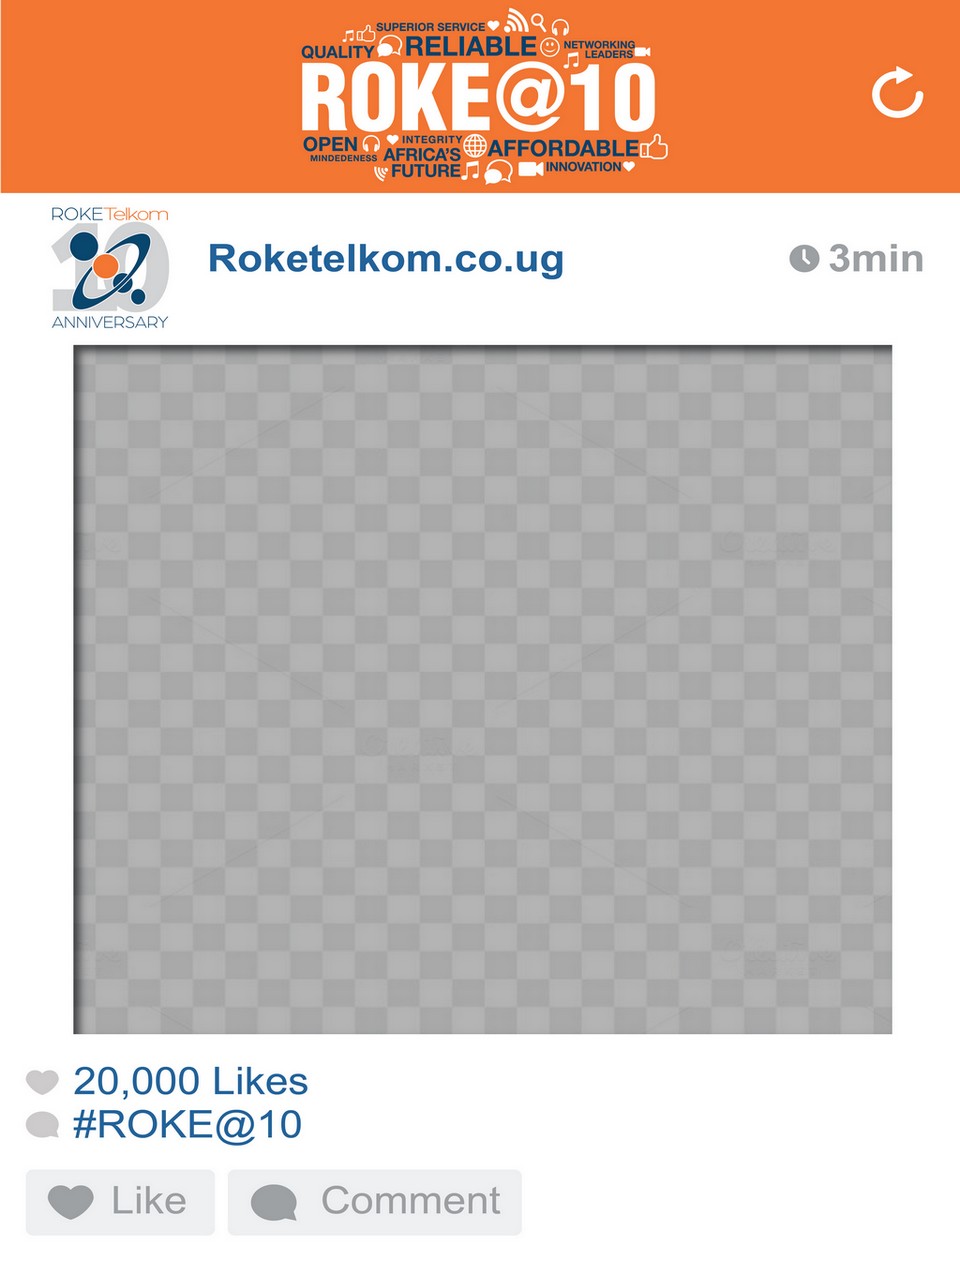 SUPERIOR SERVICE
QUALITY RELIABLE NETWORKING LEADERS
ROKE@10
OPEN MINDEDENESS INTEGRITY AFRICA'S FUTURE AFFORDABLE INNOVATION
ROKETelkom
10
ANNIVERSARY
Roketelkom.co.ug
3min
20,000 Likes
#ROKE@10
Like Comment